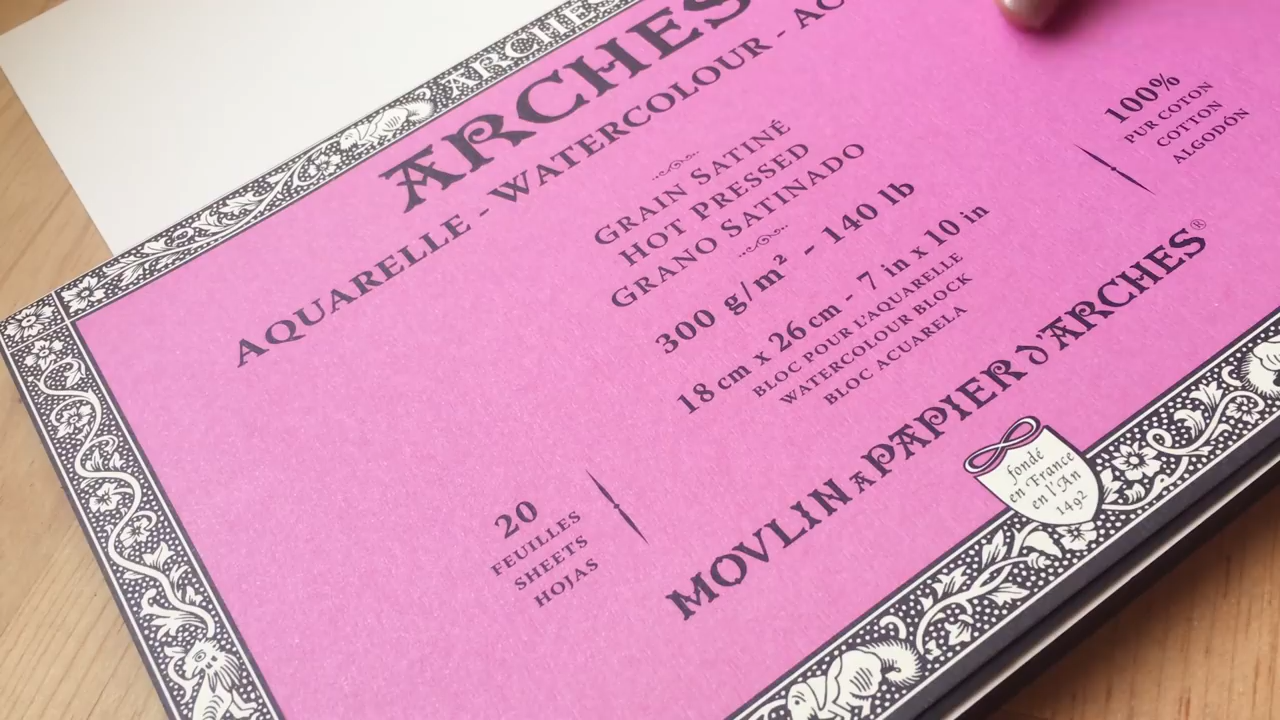 ARCHES
ARCHES
AQUARELLE - WATERCOLOUR - AC
GRAIN SATINÉ
HOT PRESSED
GRANO SATINADO
300 g/m² - 140 lb
18 cm x 26 cm - 7 in x 10 in
BLOC POUR L'AQUARELLE
WATERCOLOUR BLOCK
BLOC ACUARELA
100%
PUR COTON
COTTON
ALGODÓN
20
FEUILLES
SHEETS
HOJAS
MOVLIN A PAPIER d'ARCHES®
fondé
en France
en l'An
1492